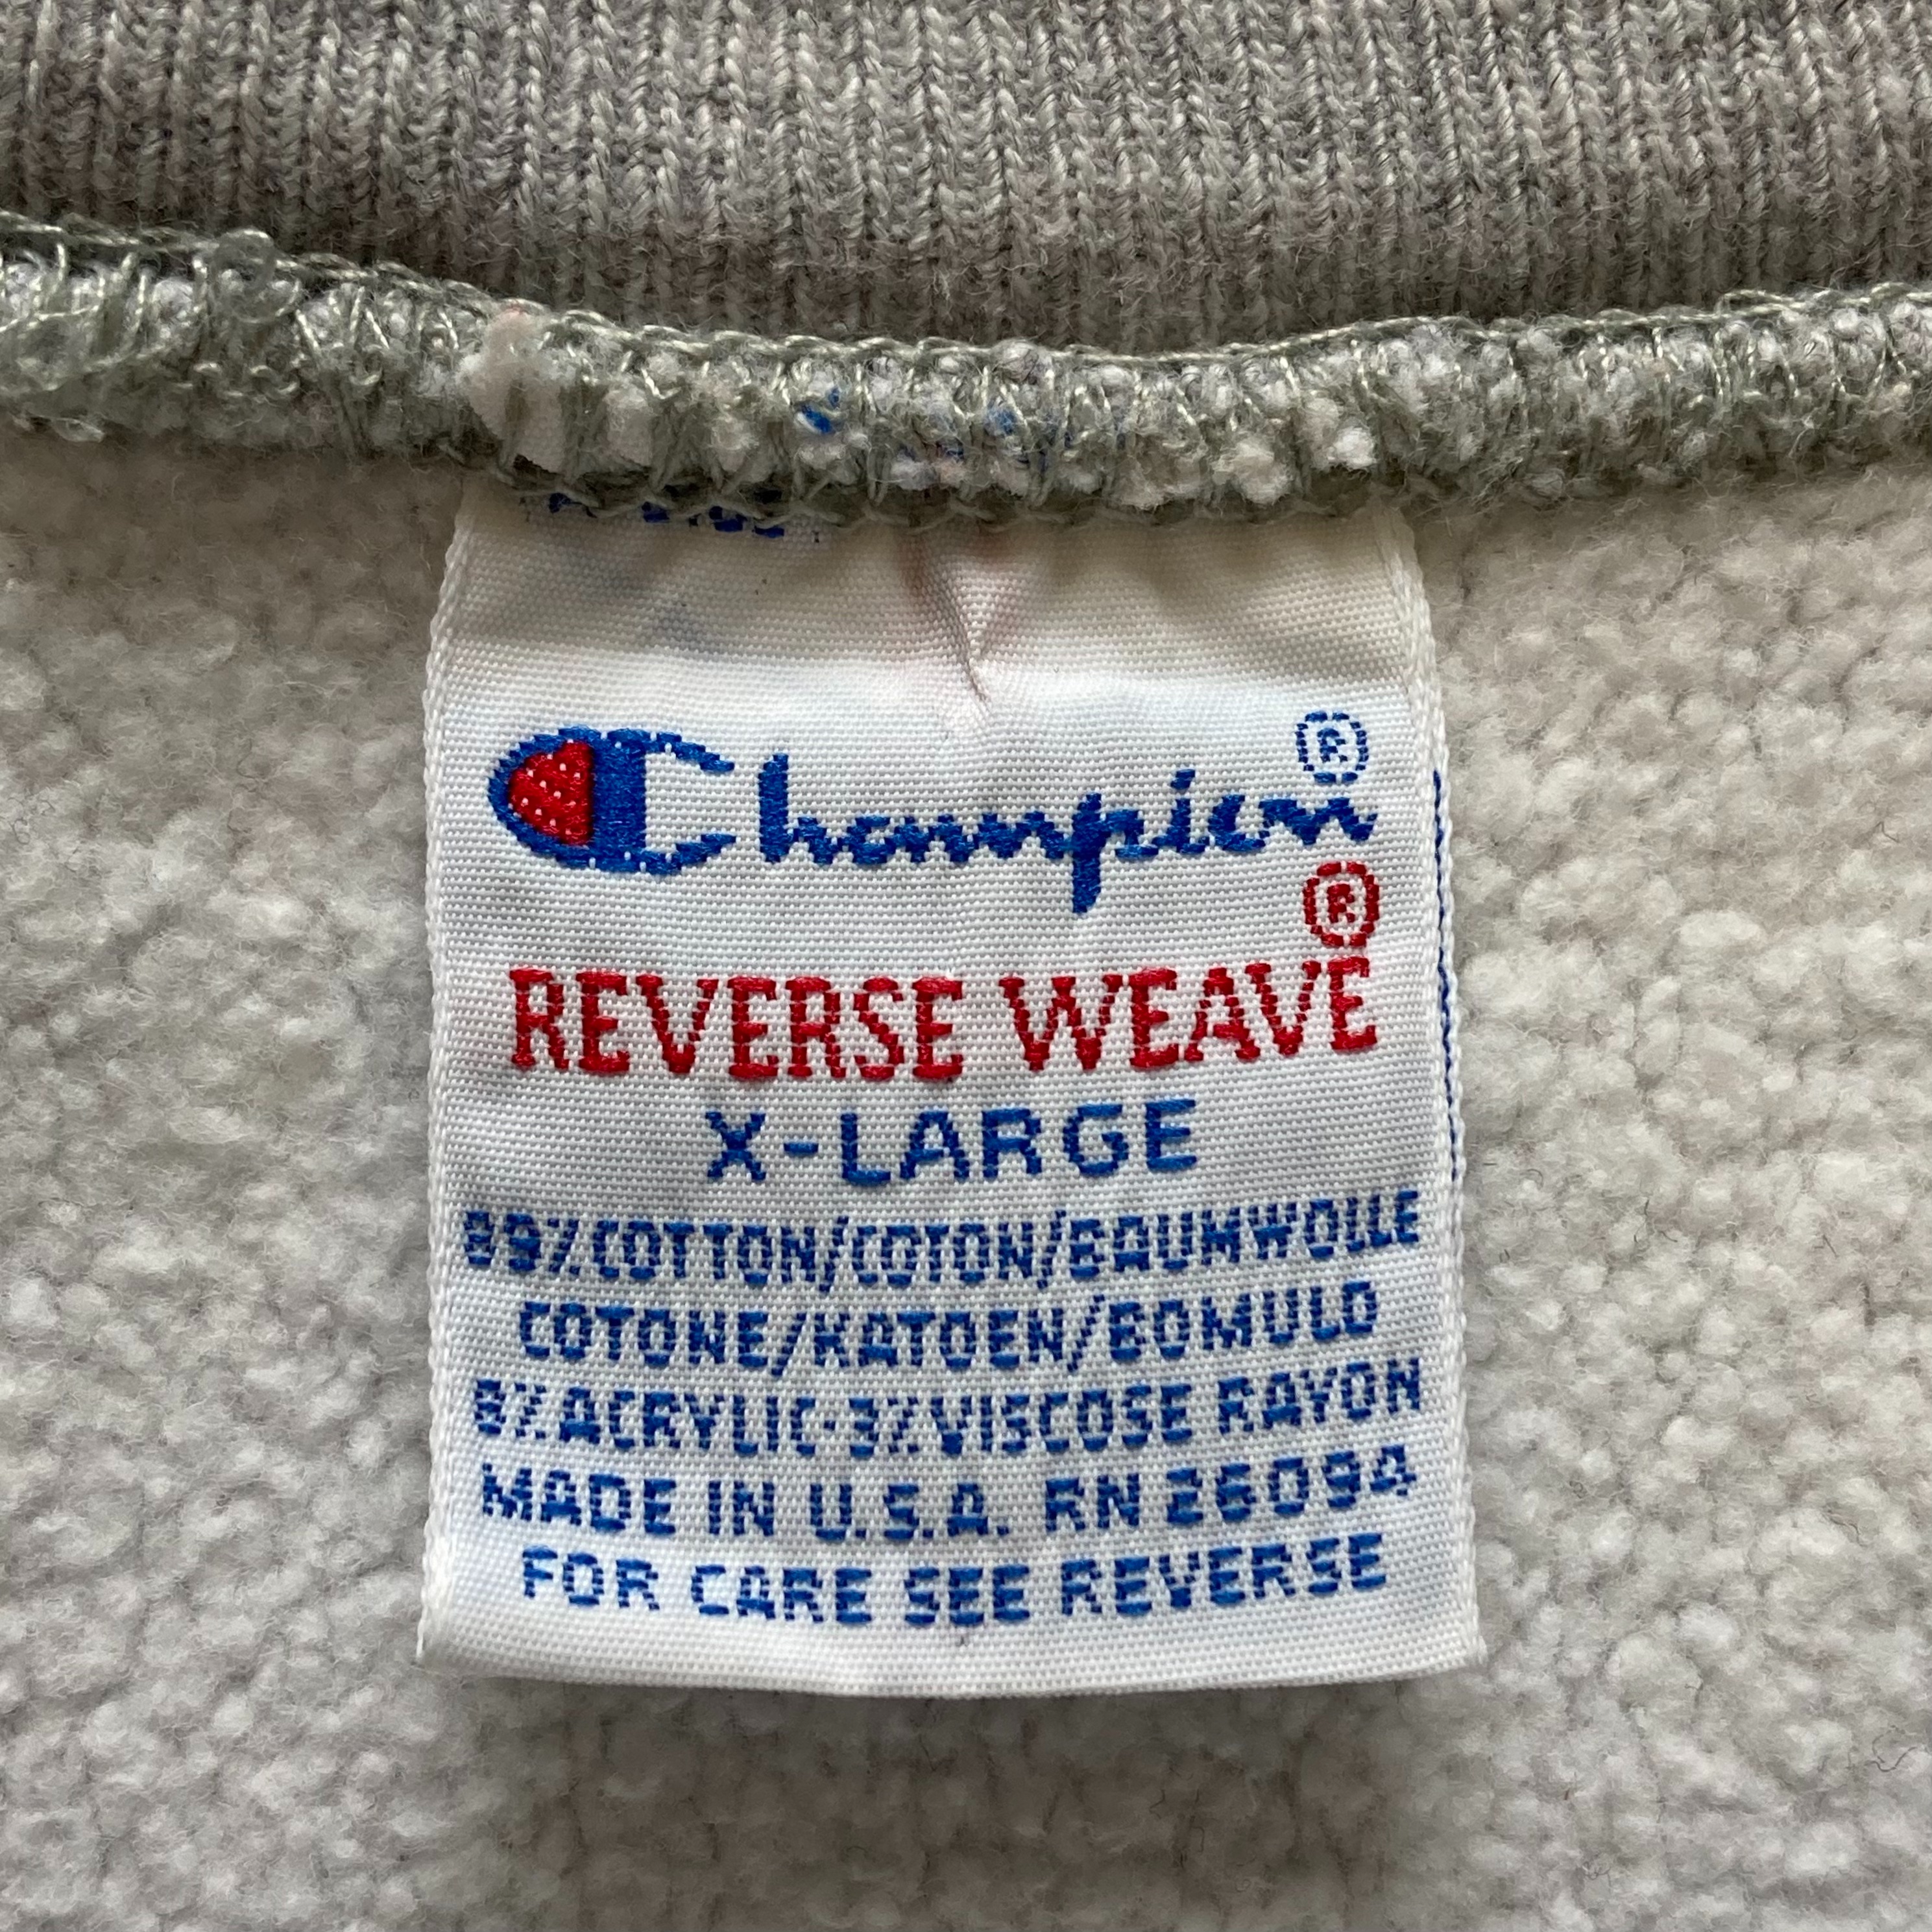 Champion®
®
REVERSE WEAVE
X-LARGE
89% COTTON/COTON/BAUMWOLLE
COTONE/KATOEN/BOMULD
8% ACRYLIC-3% VISCOSE RAYON
MADE IN U.S.A. RN 26094
FOR CARE SEE REVERSE